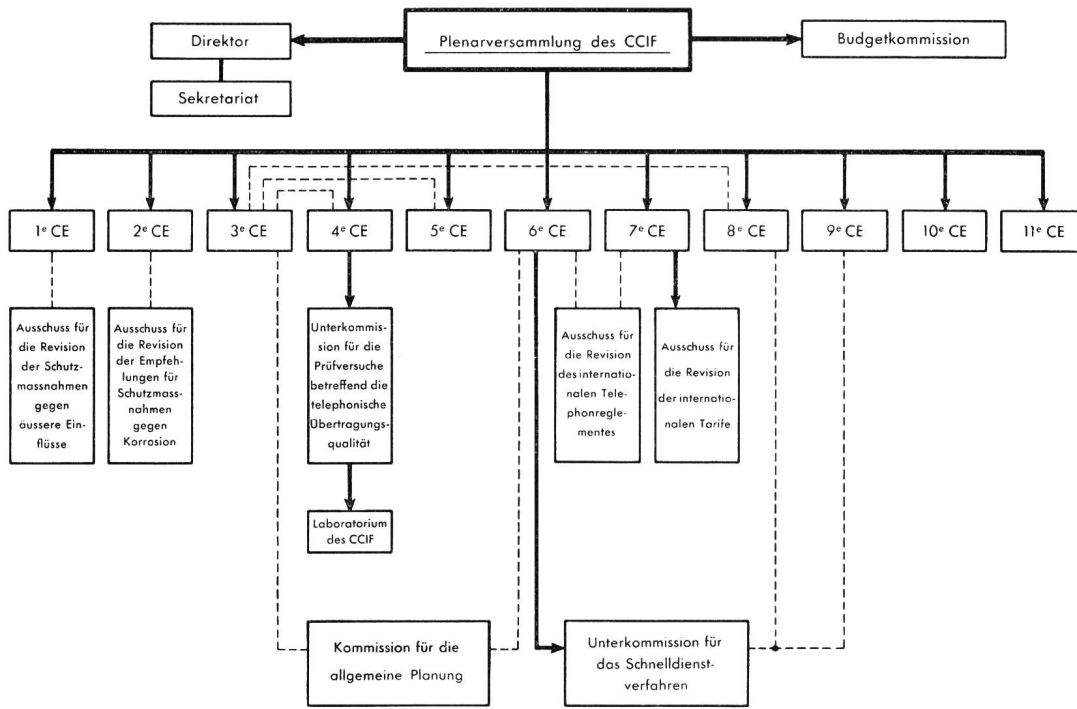 Direktor
Plenarversammlung des CCIF
Budgetkommission
Sekretariat
1e CE
2e CE
3e CE
4e CE
5e CE
6e CE
7e CE
8e CE
9e CE
10e CE
11e CE
Ausschuss für
die Revision
der Schutz-
massnahmen
gegen
äussere Ein-
flüsse
Ausschuss für
die Revision
der Empfeh-
lungen für
Schutzmass-
nahmen
gegen
Korrosion
Unterkommis-
sion für die
Prüfversuche
betreffend die
telephonische
Übertragungs-
qualität
Ausschuss für
die Revision
des internatio-
nalen Tele-
phonregle-
mentes
Ausschuss für
die Revision
der internatio-
nalen Tarife
Laboratorium
des CCIF
Kommission für die
allgemeine Planung
Unterkommission für
das Schnelldienst-
verfahren